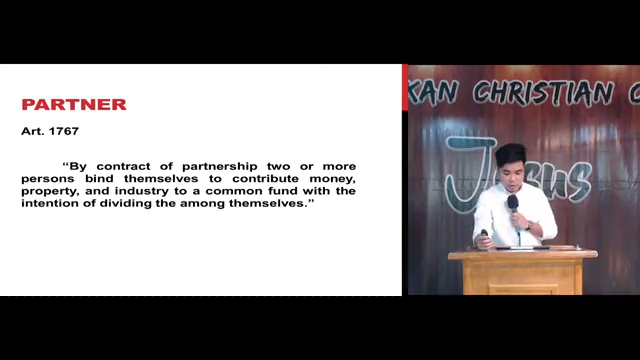 PARTNER
Art. 1767
“By contract of partnership two or more
persons bind themselves to contribute money,
property, and industry to a common fund with the
intention of dividing the among themselves.”
KAN CHRISTIAN C
Jesus